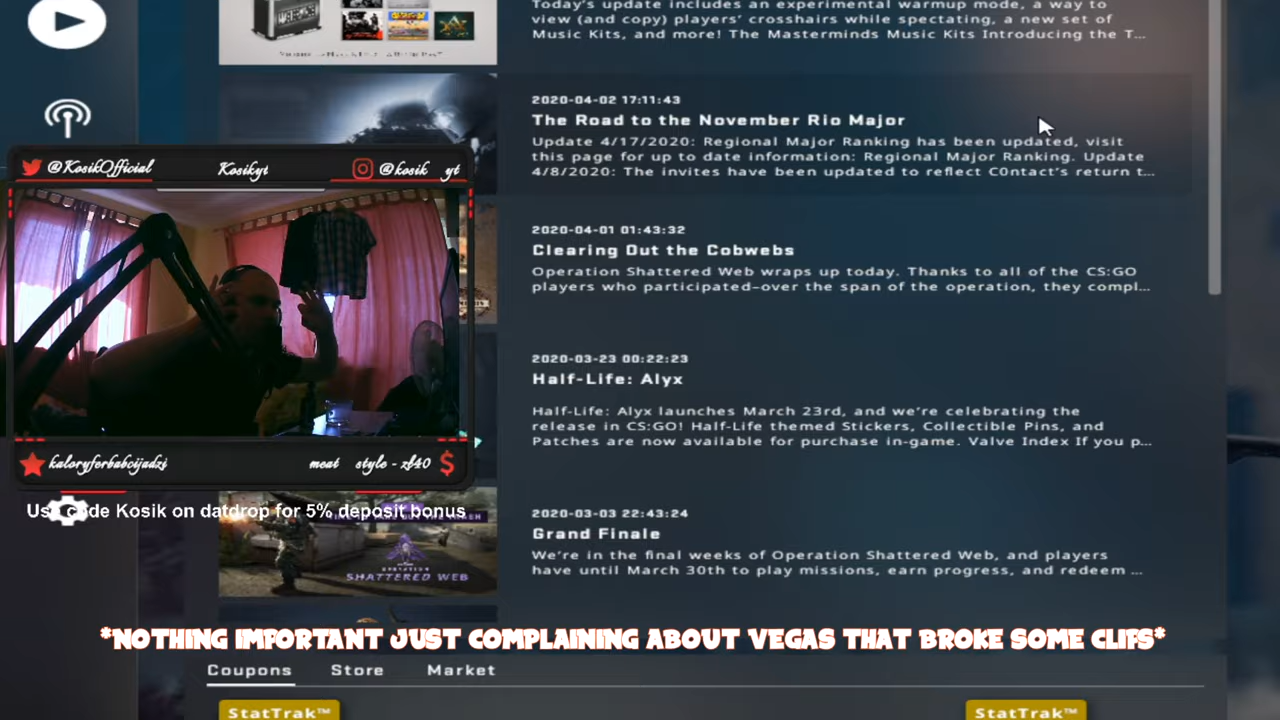 Today's update includes an experimental warmup mode, a way to
view (and copy) players' crosshairs while spectating, a new set of
Music Kits, and more! The Masterminds Music Kits Introducing the T...
2020-04-02 17:11:43
The Road to the November Rio Major
Update 4/17/2020: Regional Major Ranking has been updated, visit
this page for up to date information: Regional Major Ranking. Update
4/8/2020: The invites have been updated to reflect C0ntact's return t...
@KosikOfficial
Kosikyt
@kosik yt
2020-04-01 01:43:32
Clearing Out the Cobwebs
Operation Shattered Web wraps up today. Thanks to all of the CS:GO
players who participated–over the span of the operation, they compl...
2020-03-23 00:22:23
Half-Life: Alyx
Half-Life: Alyx launches March 23rd, and we're celebrating the
release in CS:GO! Half-Life themed Stickers, Collectible Pins, and
Patches are now available for purchase in-game. Valve Index If you p...
kaloryferbabcijadzi
meat style - zł40
Use code Kosik on datdrop for 5% deposit bonus
2020-03-03 22:43:24
Grand Finale
We're in the final weeks of Operation Shattered Web, and players
have until March 30th to play missions, earn progress, and redeem ...
OPERATION
SHATTERED WEB
*NOTHING IMPORTANT JUST COMPLAINING ABOUT VEGAS THAT BROKE SOME CLIPS*
Coupons Store Market
StatTrak™ StatTrak™